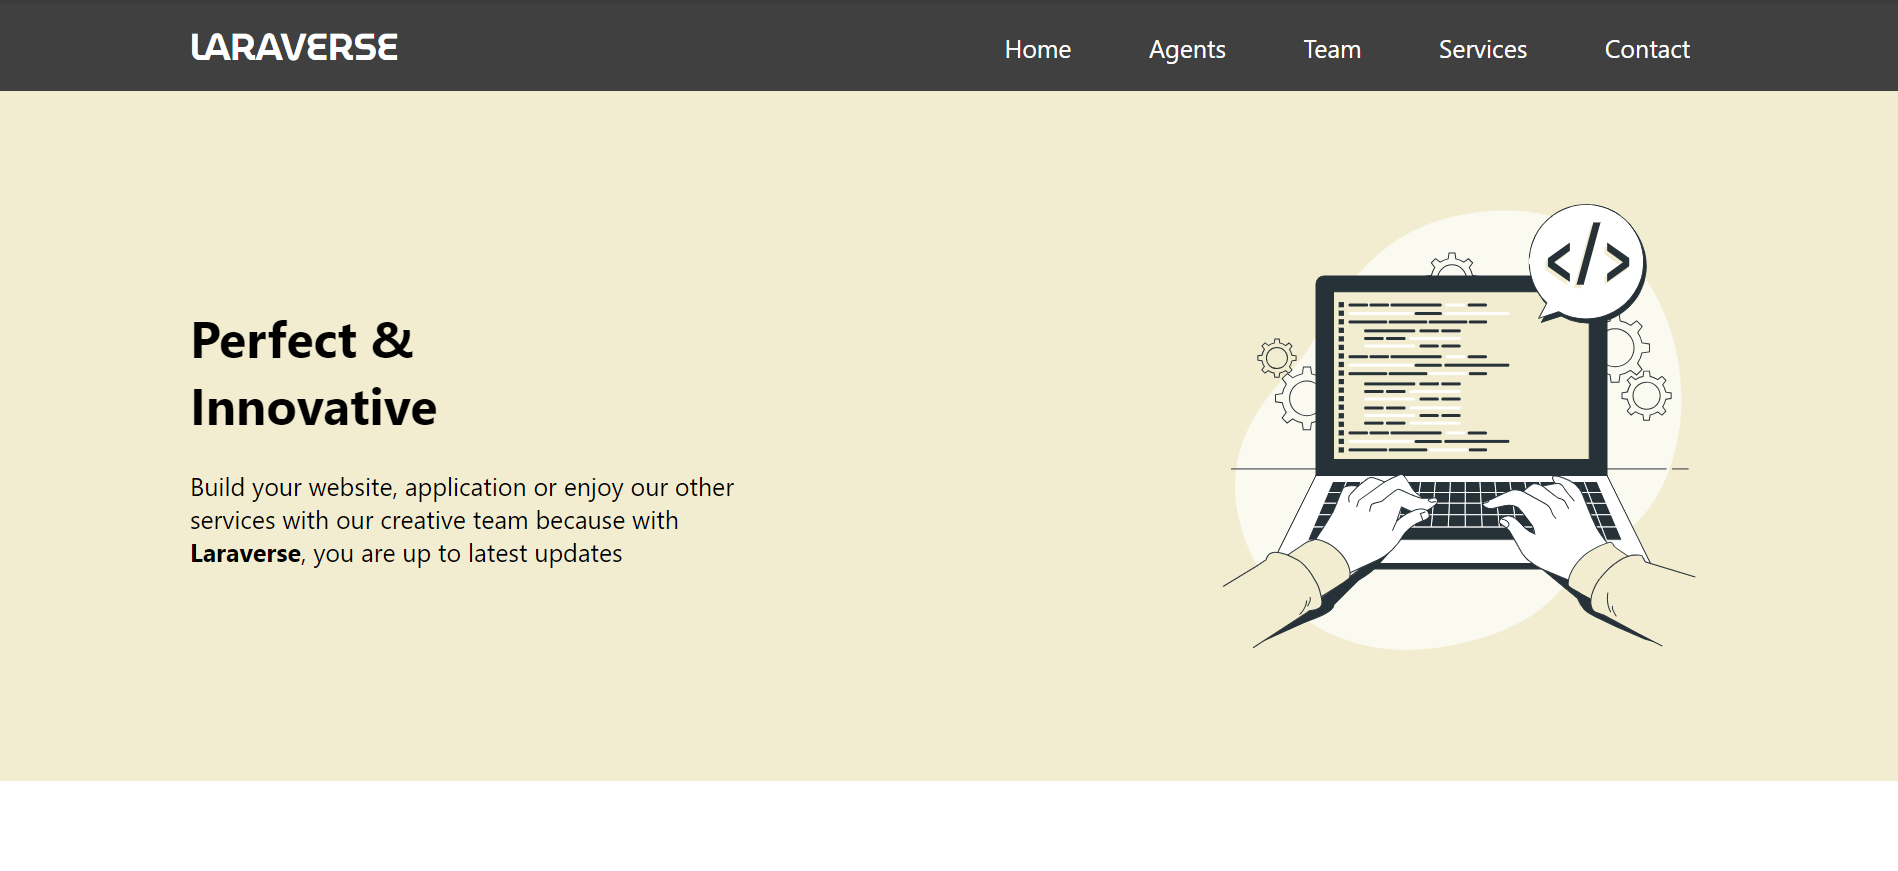 LARAVERSE
Home Agents Team Services Contact
</>
Perfect &
Innovative
Build your website, application or enjoy our other
services with our creative team because with
Laraverse, you are up to latest updates